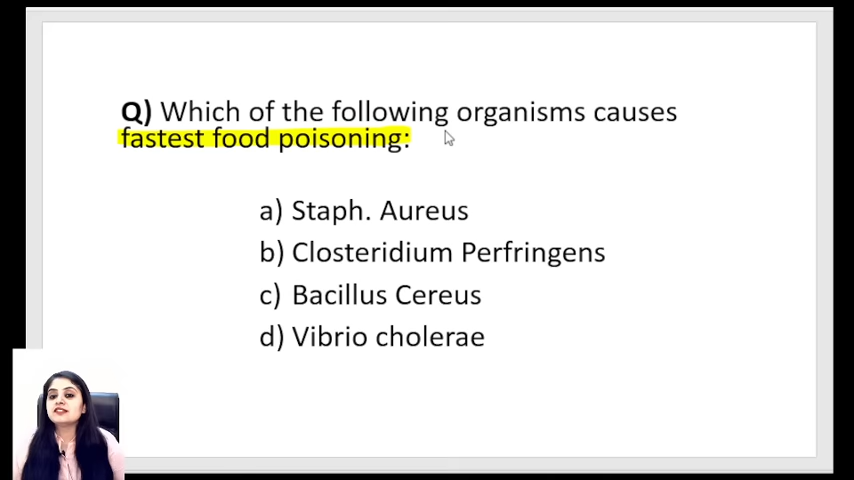 Q) Which of the following organisms causes
fastest food poisoning:
a) Staph. Aureus
b) Closteridium Perfringens
c) Bacillus Cereus
d) Vibrio cholerae